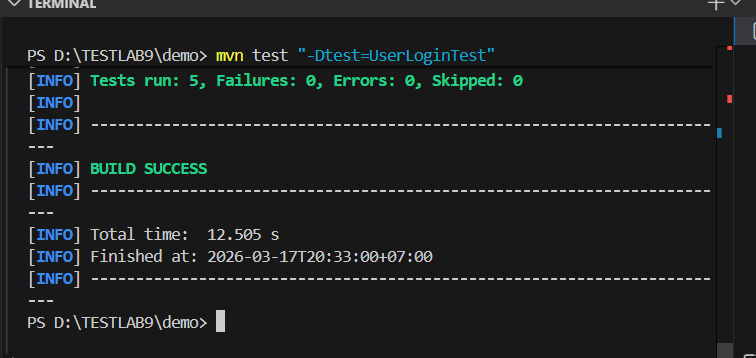 TERMINAL
PS D:\TESTLAB9\demo> mvn test "-Dtest=UserLoginTest"
[INFO] Tests run: 5, Failures: 0, Errors: 0, Skipped: 0
[INFO]
[INFO] ---------------------------------------------------------------------
---
[INFO] BUILD SUCCESS
[INFO] ---------------------------------------------------------------------
---
[INFO] Total time:  12.505 s
[INFO] Finished at: 2026-03-17T20:33:00+07:00
[INFO] ---------------------------------------------------------------------
---
PS D:\TESTLAB9\demo>